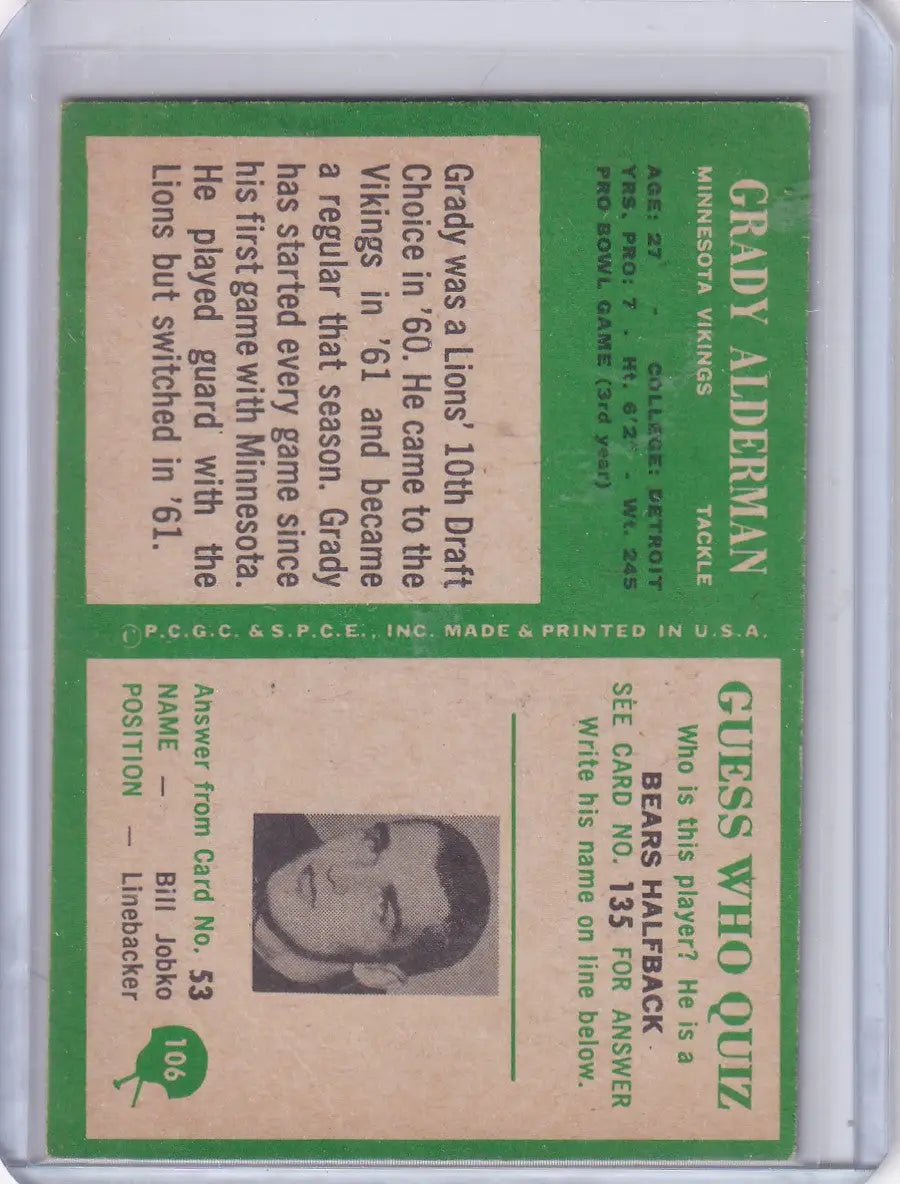 GRADY ALDERMAN
MINNESOTA VIKINGS TACKLE
AGE: 27 - COLLEGE: DETROIT
YRS. PRO: 7 - Ht. 6'2" - Wt. 245
PRO BOWL GAME (3rd year)
Grady was a Lions' 10th Draft
Choice in '60. He came to the
Vikings in '61 and became
a regular that season. Grady
has started every game since
his first game with Minnesota.
He played guard with the
Lions but switched in '61.
©P.C.G.C. & S.P.C.E., INC. MADE & PRINTED IN U.S.A.
GUESS WHO QUIZ
Who is this player? He is a
BEARS HALFBACK
SEE CARD NO. 135 FOR ANSWER
Write his name on line below.
Answer from Card No. 53
NAME — Bill Jobko
POSITION — Linebacker
106